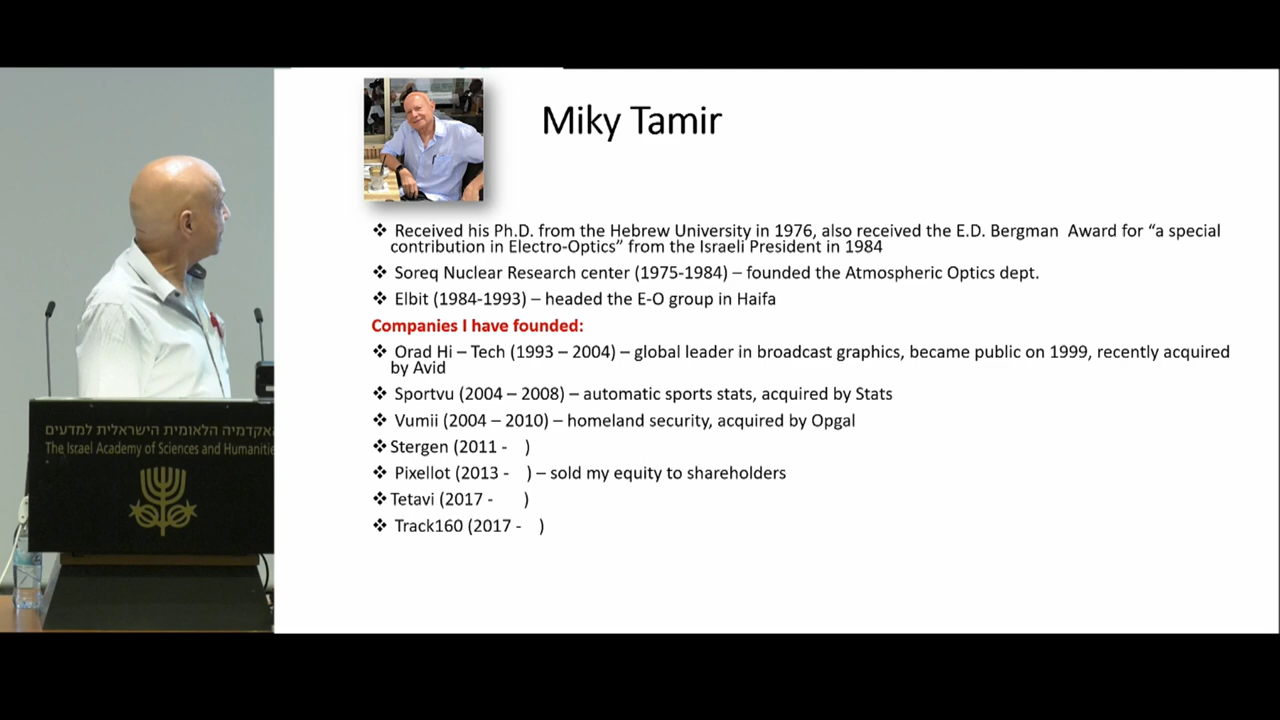 Miky Tamir
❖ Received his Ph.D. from the Hebrew University in 1976, also received the E.D. Bergman Award for “a special
contribution in Electro-Optics” from the Israeli President in 1984
❖ Soreq Nuclear Research center (1975-1984) – founded the Atmospheric Optics dept.
❖ Elbit (1984-1993) – headed the E-O group in Haifa
Companies I have founded:
❖ Orad Hi – Tech (1993 – 2004) – global leader in broadcast graphics, became public on 1999, recently acquired
by Avid
❖ Sportvu (2004 – 2008) – automatic sports stats, acquired by Stats
❖ Vumii (2004 – 2010) – homeland security, acquired by Opgal
❖ Stergen (2011 - )
❖ Pixellot (2013 - ) – sold my equity to shareholders
❖ Tetavi (2017 - )
❖ Track160 (2017 - )
האקדמיה הלאומית הישראלית למדעים
The Israel Academy of Sciences and Humanitie